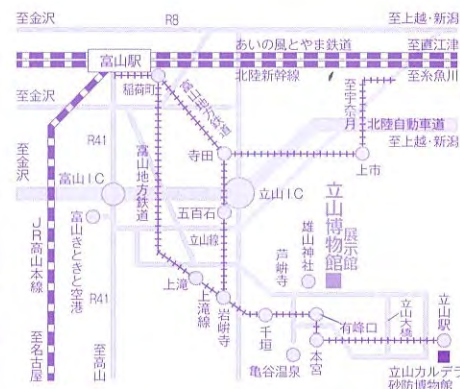 至金沢
R8
至上越・新潟
あいの風とやま鉄道
至直江津
富山駅
北陸新幹線
至糸魚川
至金沢
稲荷町
富山地方鉄道
至宇奈月
北陸自動車道
至上越・新潟
R41
寺田
上市
至金沢
富山I.C
富山地方鉄道
立山I.C
五百石
立山線
立山博物館
展示館
雄山神社
芦峅寺
JR高山本線
富山きときと空港
上滝
上滝線
岩峅寺
R41
千垣
有峰口
立山大橋
立山駅
至名古屋
至高山
本宮
亀谷温泉
立山カルデラ
砂防博物館